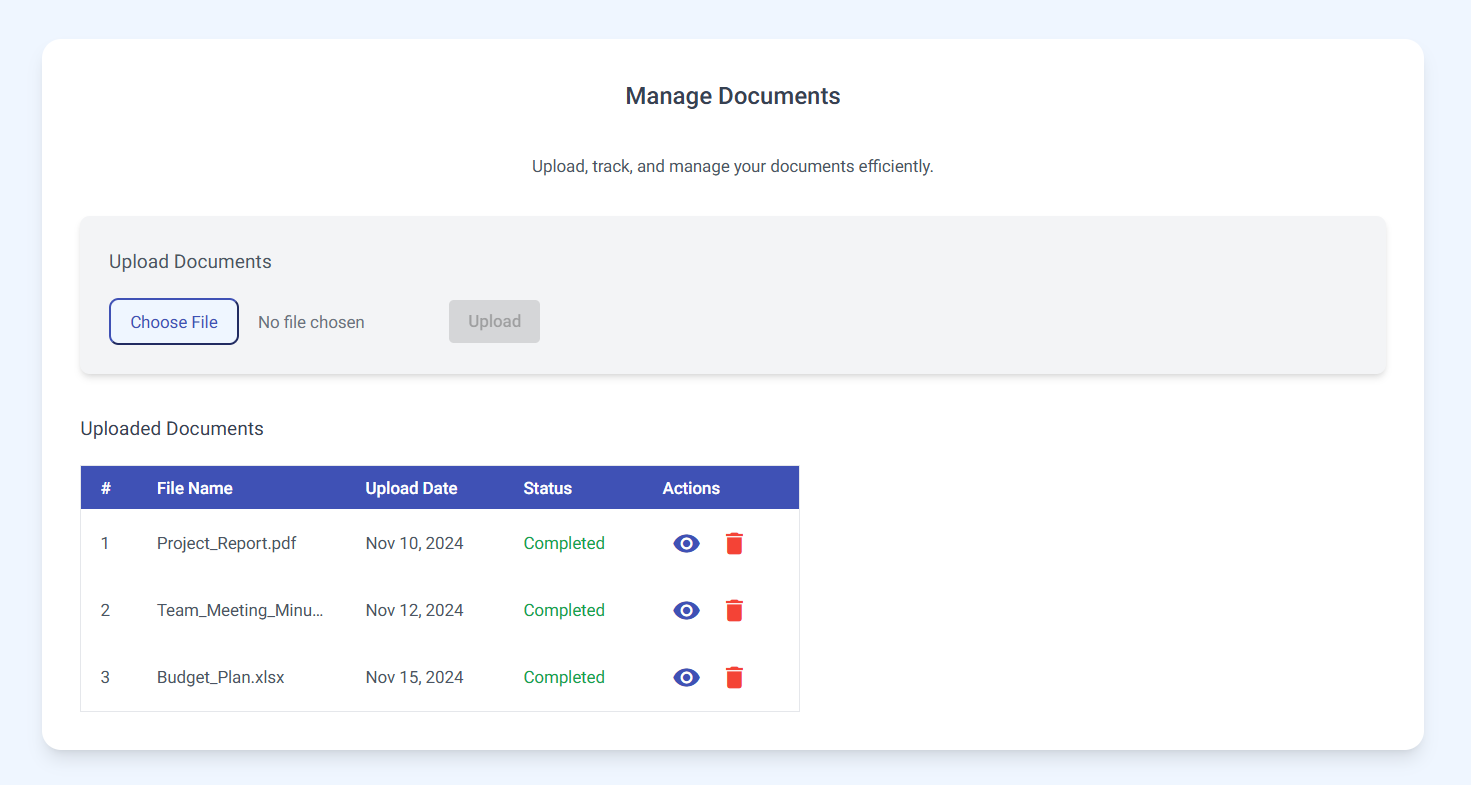 Manage Documents
Upload, track, and manage your documents efficiently.
Upload Documents
Choose File No file chosen Upload
Uploaded Documents
# File Name Upload Date Status Actions
1 Project_Report.pdf Nov 10, 2024 Completed
2 Team_Meeting_Minu... Nov 12, 2024 Completed
3 Budget_Plan.xlsx Nov 15, 2024 Completed